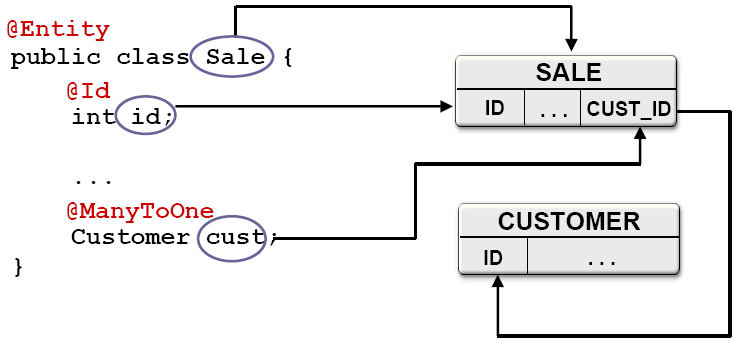 @Entity
public class Sale {
@Id
int id;
...
@ManyToOne
Customer cust;
}
SALE
ID ... CUST_ID
CUSTOMER
ID ...